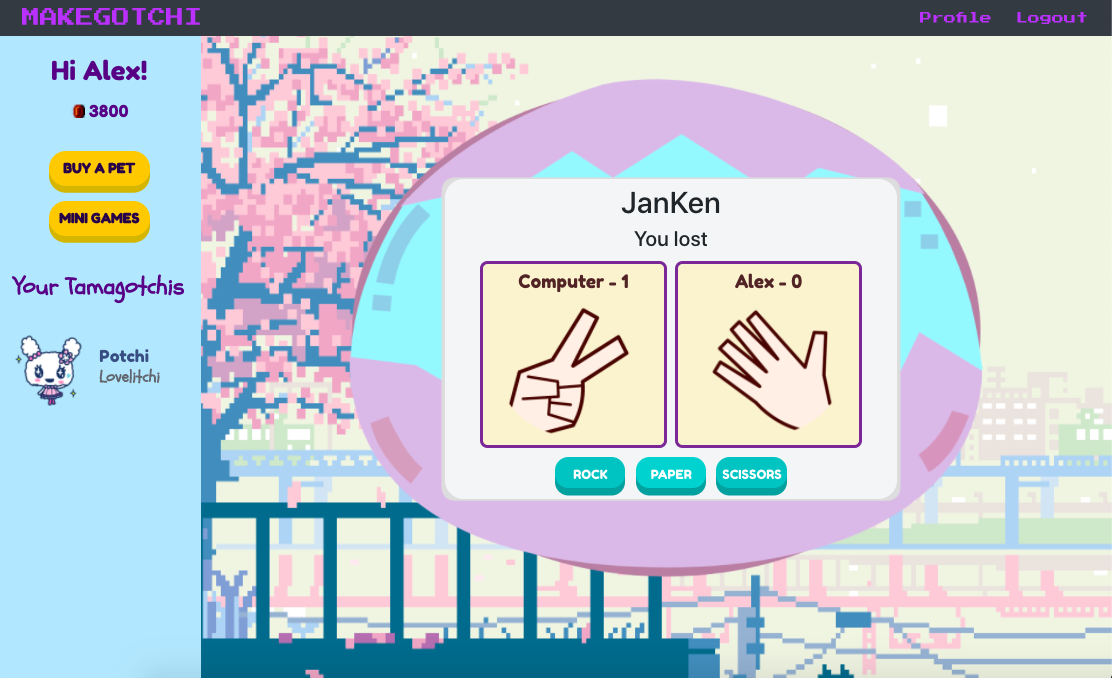 MAKEGOTCHI
Profile Logout
Hi Alex!
3800
BUY A PET
MINI GAMES
Your Tamagotchis
Potchi
Lovelitchi
JanKen
You lost
Computer - 1
Alex - 0
ROCK
PAPER
SCISSORS